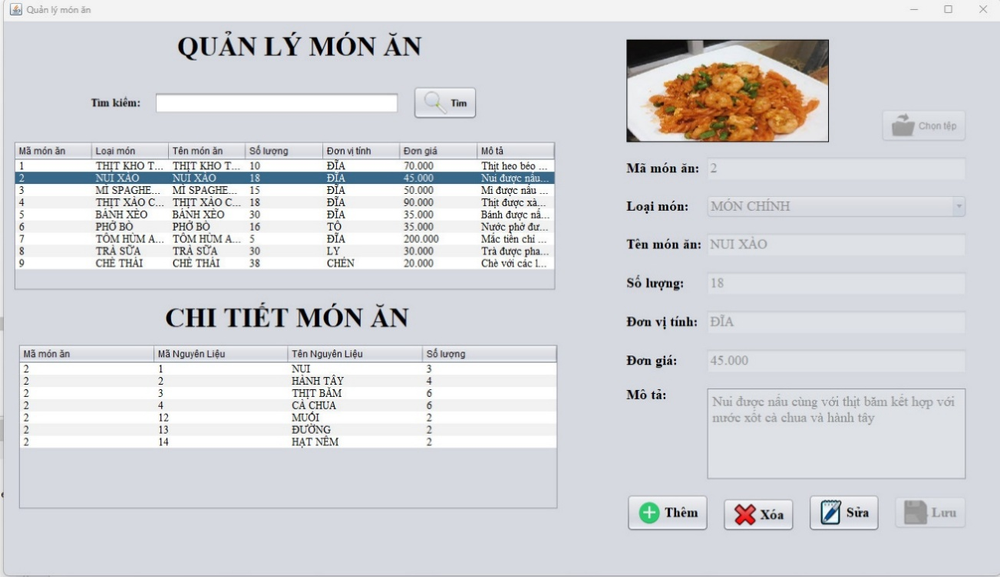 Quản lý món ăn
QUẢN LÝ MÓN ĂN
Tìm kiếm: Tìm
Mã món ăn Loại món Tên món ăn Số lượng Đơn vị tính Đơn giá Mô tả
1 THỊT KHO T... THỊT KHO T... 10 ĐĨA 70.000 Thịt heo béo ...
2 NUI XÀO NUI XÀO 18 ĐĨA 45.000 Nui được nấu...
3 MÌ SPAGHE... MÌ SPAGHE... 15 ĐĨA 50.000 Mì được nấu ...
4 THỊT XÀO C... THỊT XÀO C... 18 ĐĨA 90.000 Thịt được xà...
5 BÁNH XÈO BÁNH XÈO 30 ĐĨA 35.000 Bánh được nấ...
6 PHỞ BÒ PHỞ BÒ 16 TÔ 35.000 Nước phở đư...
7 TÔM HÙM A... TÔM HÙM A... 5 ĐĨA 200.000 Mắc tiền chỉ ...
8 TRÀ SỮA TRÀ SỮA 30 LY 30.000 Trà được pha...
9 CHÈ THÁI CHÈ THÁI 38 CHÉN 20.000 Chè với các l...
CHI TIẾT MÓN ĂN
Mã món ăn Mã Nguyên Liệu Tên Nguyên Liệu Số lượng
2 1 NUI 3
2 2 HÀNH TÂY 4
2 3 THỊT BẰM 6
2 4 CÀ CHUA 6
2 12 MUỐI 2
2 13 ĐƯỜNG 2
2 14 HẠT NÊM 2
Chọn tệp
Mã món ăn: 2
Loại món: MÓN CHÍNH
Tên món ăn: NUI XÀO
Số lượng: 18
Đơn vị tính: ĐĨA
Đơn giá: 45.000
Mô tả: Nui được nấu cùng với thịt bằm kết hợp với
nước xốt cà chua và hành tây
Thêm Xóa Sửa Lưu